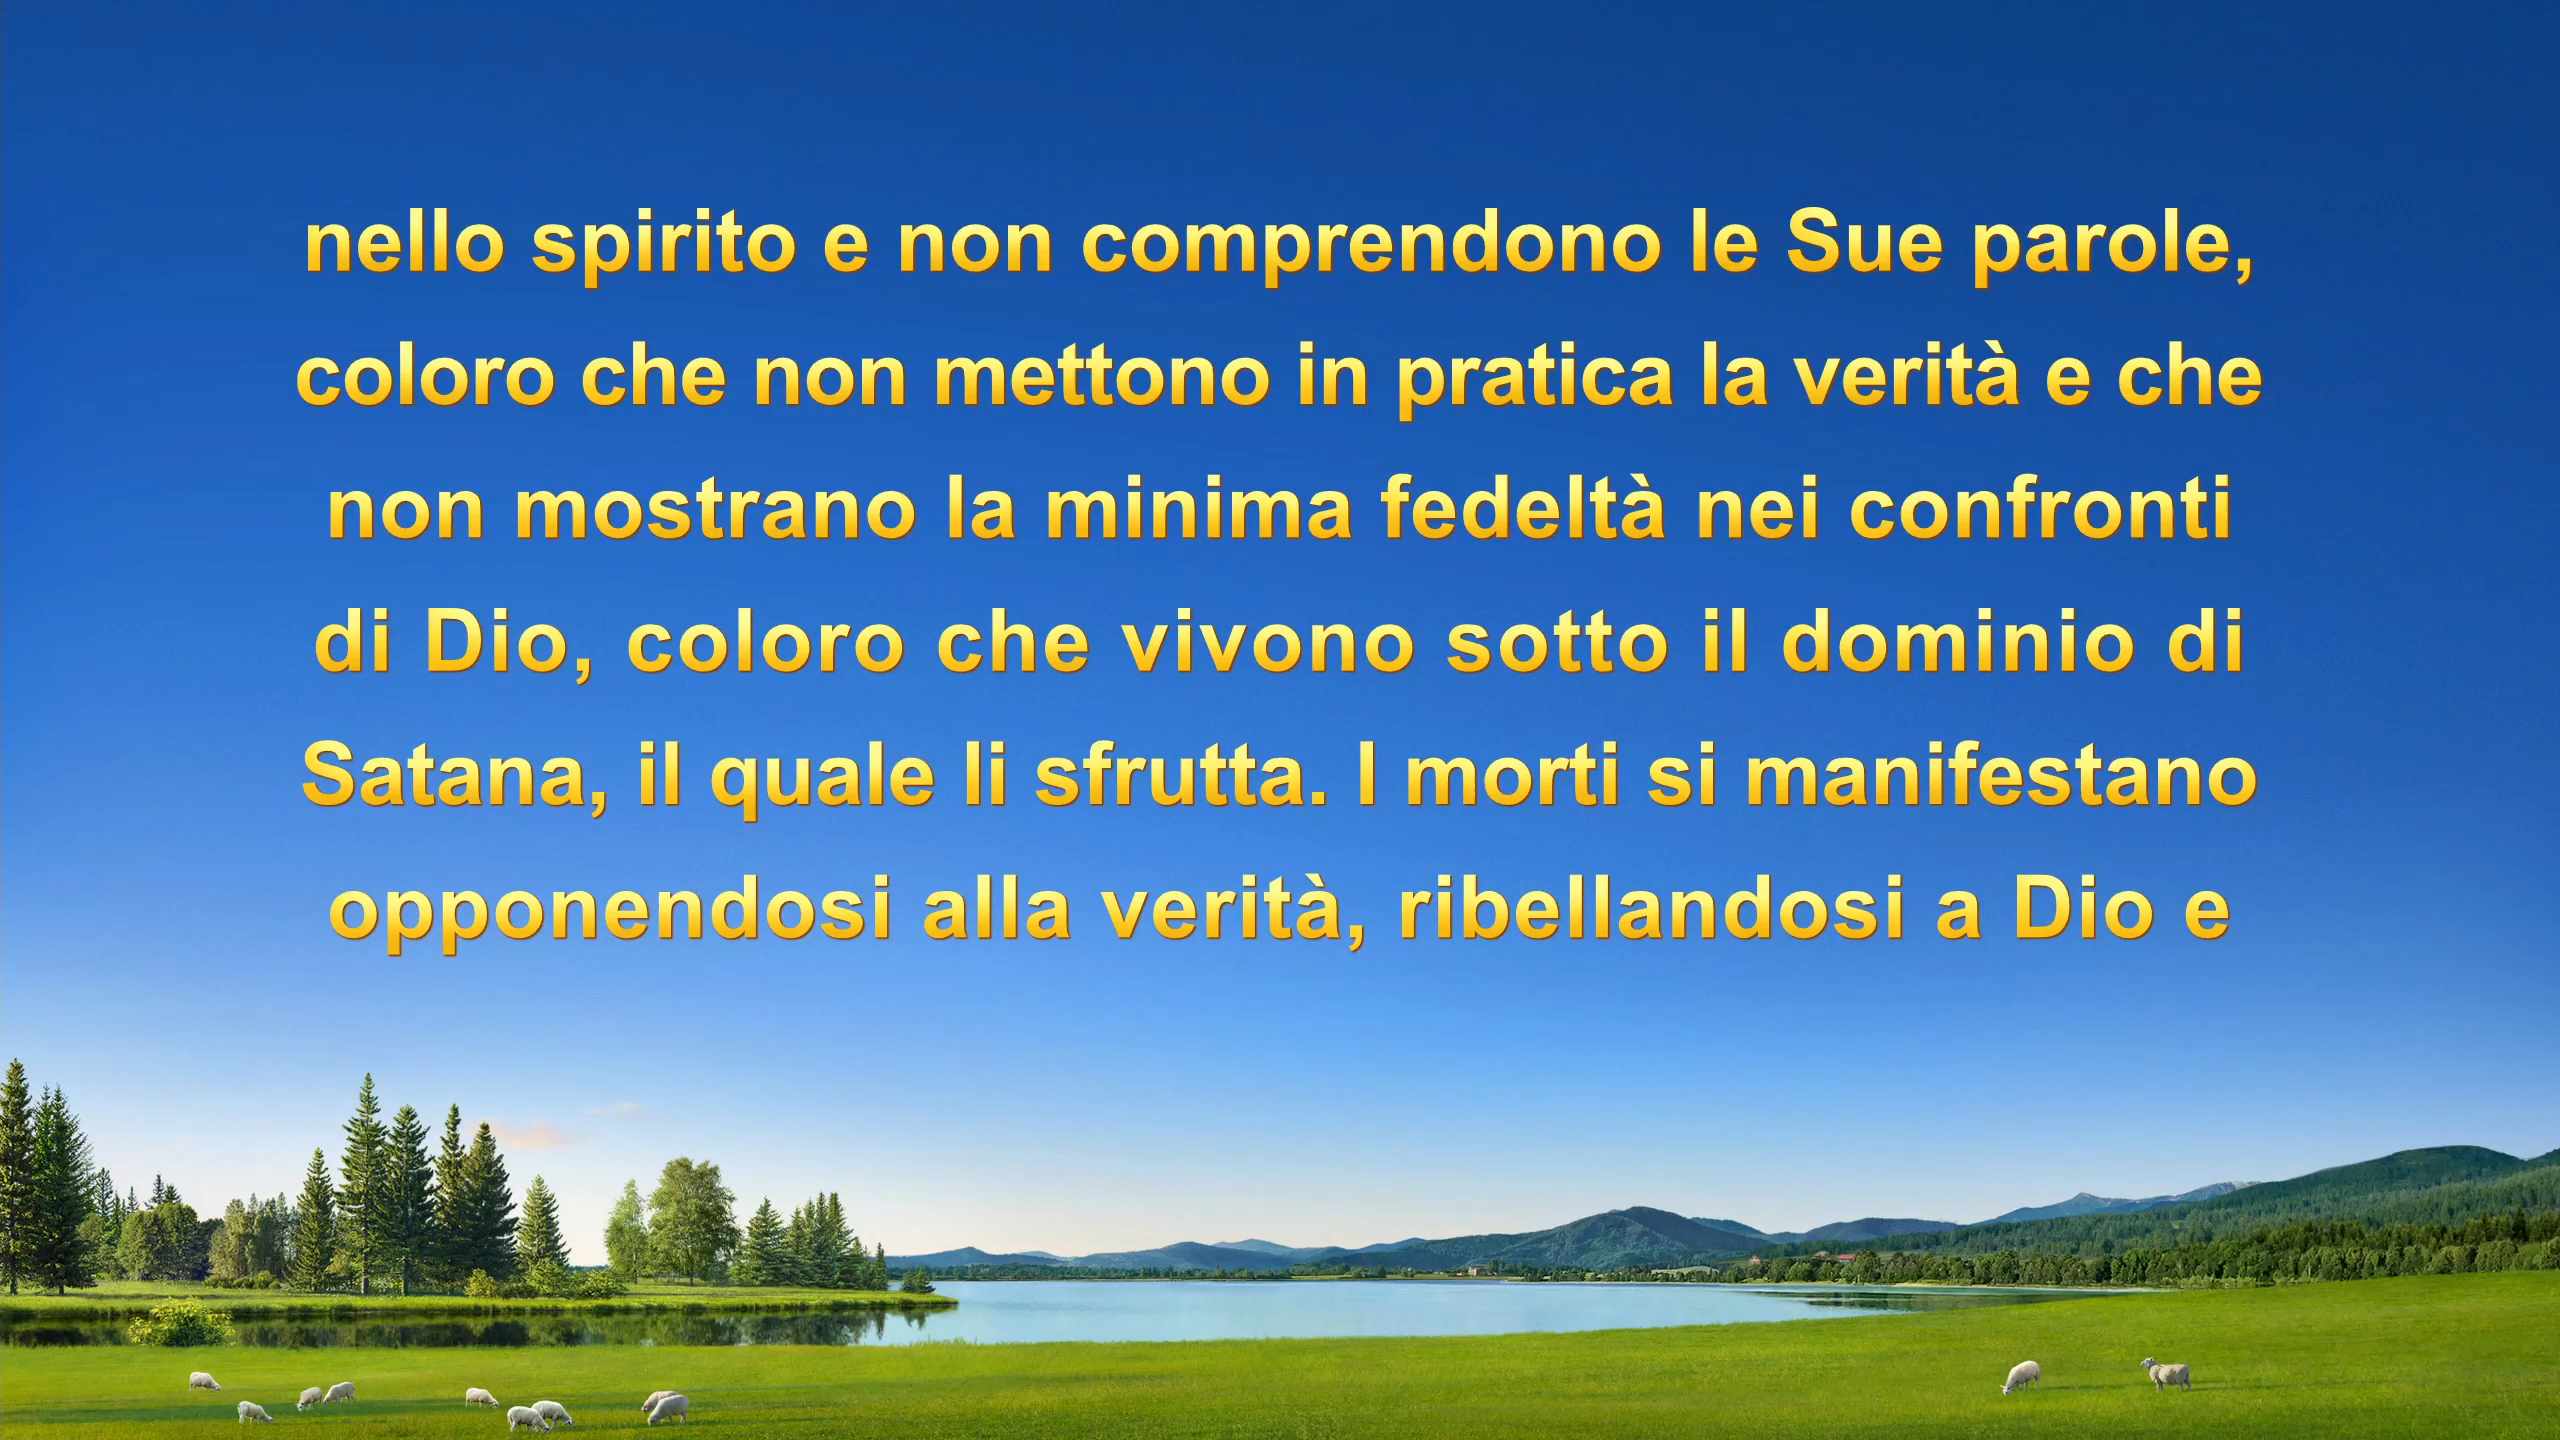 nello spirito e non comprendono le Sue parole,
coloro che non mettono in pratica la verità e che
non mostrano la minima fedeltà nei confronti
di Dio, coloro che vivono sotto il dominio di
Satana, il quale li sfrutta. I morti si manifestano
opponendosi alla verità, ribellandosi a Dio e